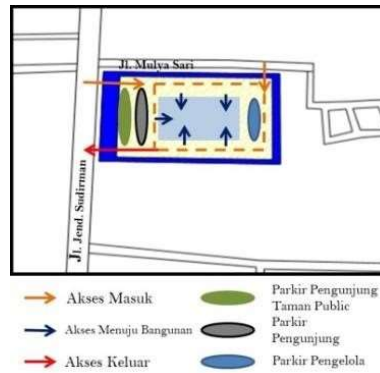 Jl. Mulya Sari
Jl. Jend. Sudirman
Akses Masuk
Akses Menuju Bangunan
Akses Keluar
Parkir Pengunjung
Taman Public
Parkir
Pengunjung
Parkir Pengelola